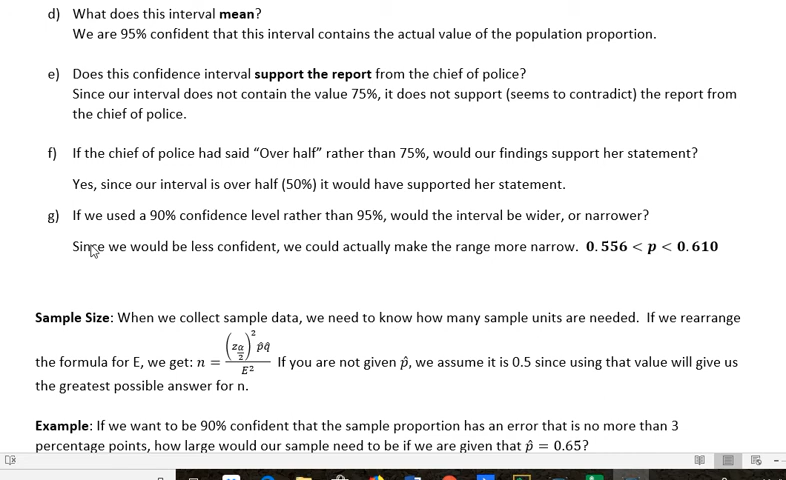 d) What does this interval mean?
We are 95% confident that this interval contains the actual value of the population proportion.
e) Does this confidence interval support the report from the chief of police?
Since our interval does not contain the value 75%, it does not support (seems to contradict) the report from
the chief of police.
f) If the chief of police had said “Over half” rather than 75%, would our findings support her statement?
Yes, since our interval is over half (50%) it would have supported her statement.
g) If we used a 90% confidence level rather than 95%, would the interval be wider, or narrower?
Since we would be less confident, we could actually make the range more narrow. 0.556 < p < 0.610
Sample Size: When we collect sample data, we need to know how many sample units are needed. If we rearrange
the formula for E, we get: n = (z_{α/2})² p̂q̂ / E² If you are not given p̂, we assume it is 0.5 since using that value will give us
the greatest possible answer for n.
Example: If we want to be 90% confident that the sample proportion has an error that is no more than 3
percentage points, how large would our sample need to be if we are given that p̂ = 0.65?